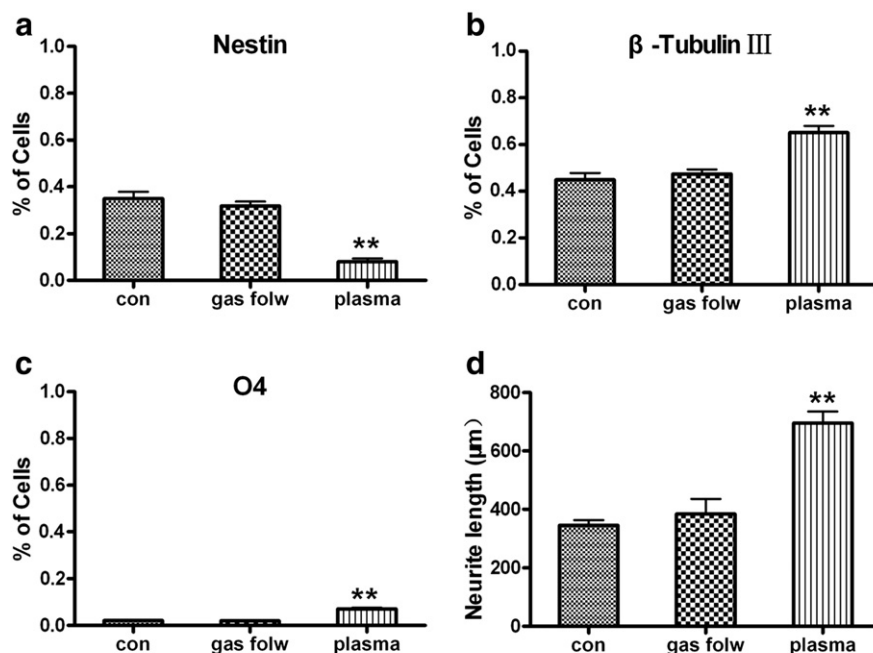 a
Nestin
% of Cells
1.0
0.8
0.6
0.4
0.2
0.0
**
con gas folw plasma
b
β -Tubulin Ⅲ
% of Cells
1.0
0.8
0.6
0.4
0.2
0.0
**
con gas folw plasma
c
O4
% of Cells
1.0
0.8
0.6
0.4
0.2
0.0
**
con gas folw plasma
d
Neurite length (μm）
800
600
400
200
0
**
con gas folw plasma